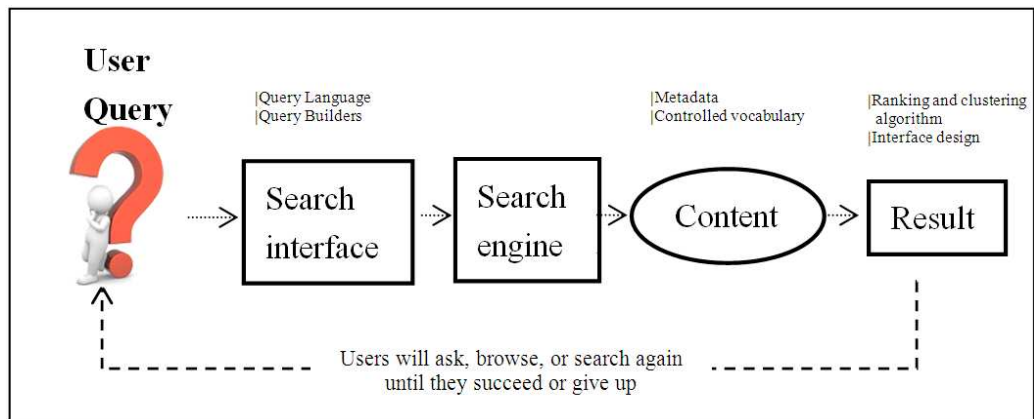 User
Query
|Query Language
|Query Builders
|Metadata
|Controlled vocabulary
|Ranking and clustering
algorithm
|Interface design
Search
interface
Search
engine
Content
Result
Users will ask, browse, or search again
until they succeed or give up